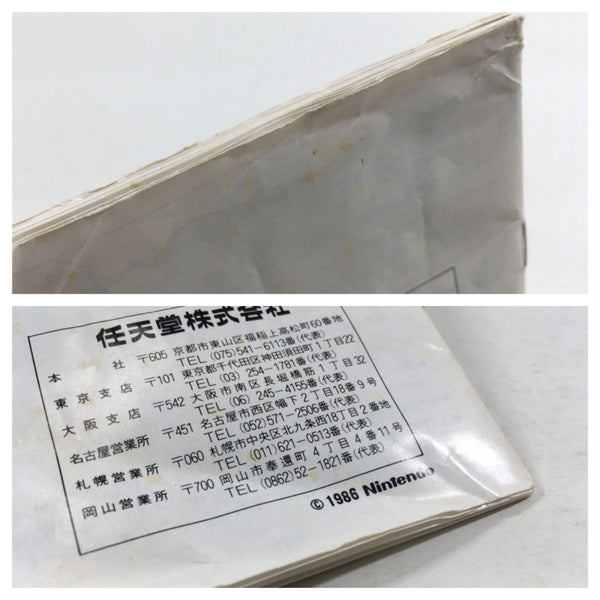 任天堂株式会社
本社 〒605 京都市東山区福稲上高松町60番地
TEL (075)541-6113番(代表)
東京支店 〒101 東京都千代田区神田須田町1丁目22
TEL (03) 254-1781番(代表)
大阪支店 〒542 大阪市南区長堀橋筋1丁目32
TEL (06) 245-4155番(代表)
名古屋営業所 〒451 名古屋市西区幅下2丁目18番9号
TEL (052)571-2506番(代表)
札幌営業所 〒060 札幌市中央区北九条西18丁目2番地
TEL (011)621-0513番(代表)
岡山営業所 〒700 岡山市奉還町4丁目4番11号
TEL (0862)52-1821番(代表)
© 1986 Nintendo